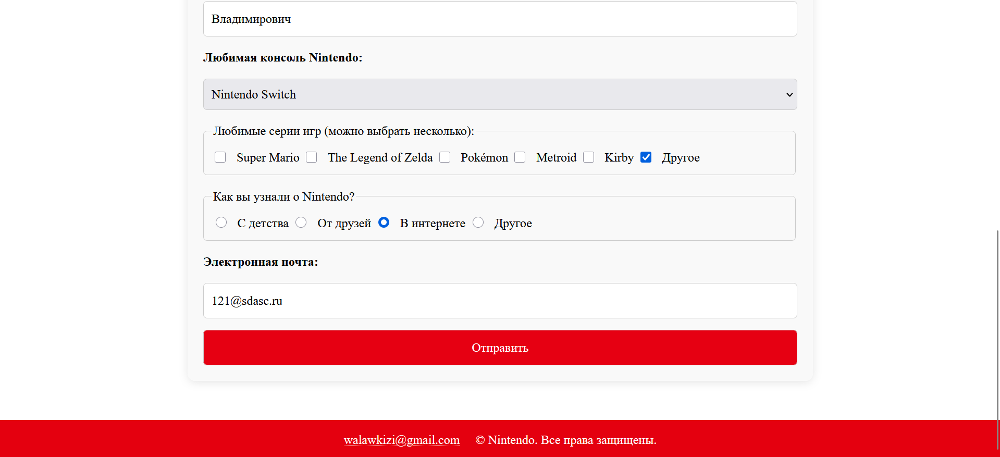 Владимирович
Любимая консоль Nintendo:
Nintendo Switch
Любимые серии игр (можно выбрать несколько):
Super Mario The Legend of Zelda Pokémon Metroid Kirby Другое
Как вы узнали о Nintendo?
С детства От друзей В интернете Другое
Электронная почта:
121@sdasc.ru
Отправить
walawkizi@gmail.com © Nintendo. Все права защищены.